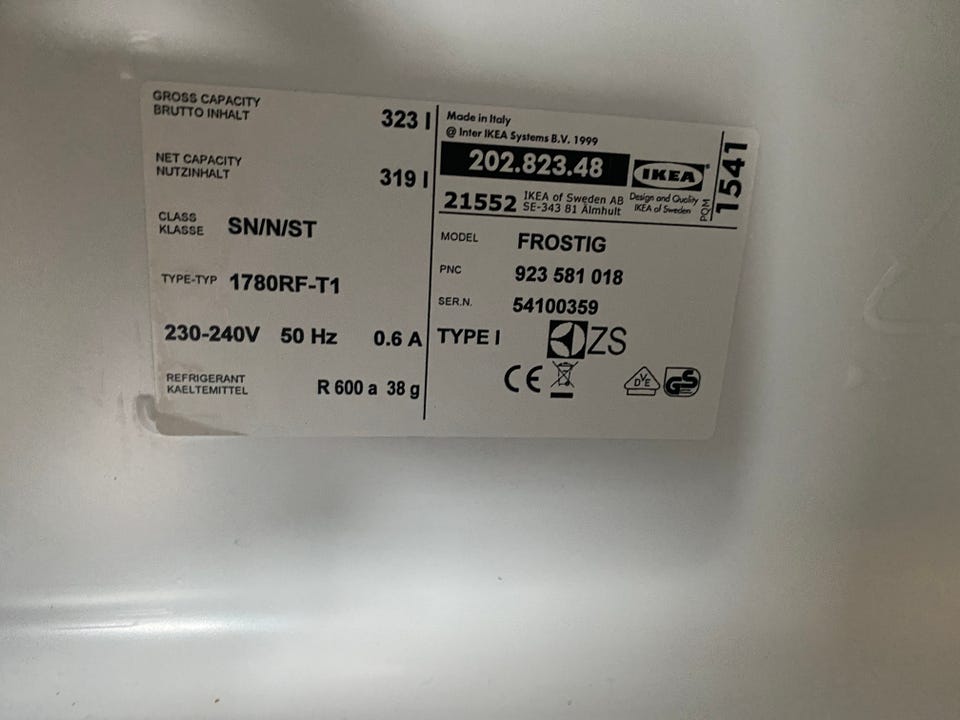 GROSS CAPACITY
BRUTTO INHALT 323 l
NET CAPACITY
NUTZINHALT 319 l
CLASS
KLASSE SN/N/ST
TYPE-TYP 1780RF-T1
230-240V 50 Hz 0.6 A
REFRIGERANT
KAELTEMITTEL R 600 a 38 g
Made in Italy
@ Inter IKEA Systems B.V. 1999
202.823.48
IKEA®
21552 IKEA of Sweden AB
SE-343 81 Älmhult
Design and Quality
IKEA of Sweden
PQM
1541
MODEL FROSTIG
PNC 923 581 018
SER.N. 54100359
TYPE I ZS
CE
DVE
GS